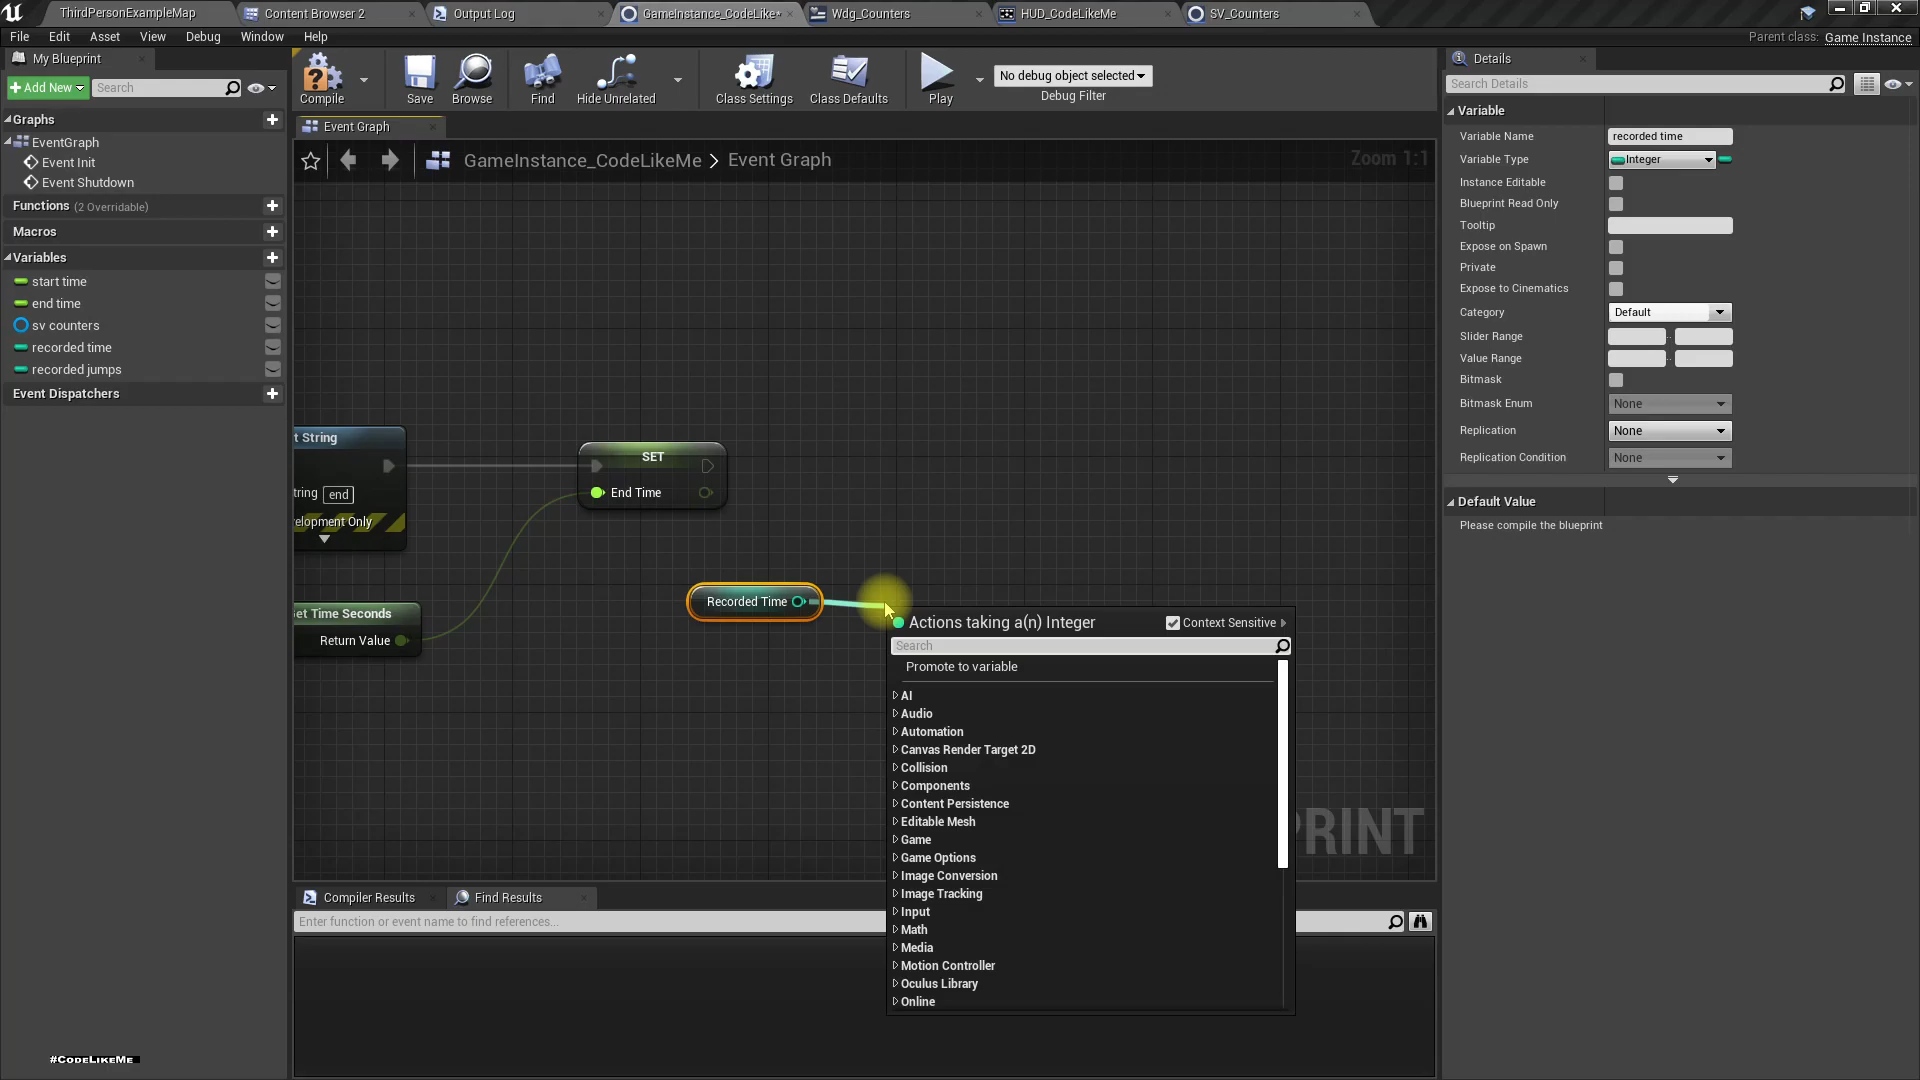 ThirdPersonExampleMap
Content Browser 2
Output Log
GameInstance_CodeLike*
Wdg_Counters
HUD_CodeLikeMe
SV_Counters
File Edit Asset View Debug Window Help
Parent class: Game Instance
My Blueprint
Add New
Search
Compile
Save
Browse
Find
Hide Unrelated
Class Settings
Class Defaults
Play
No debug object selected
Debug Filter
Graphs
EventGraph
Event Init
Event Shutdown
Functions (2 Overridable)
Macros
Variables
start time
end time
sv counters
recorded time
recorded jumps
Event Dispatchers
Event Graph
GameInstance_CodeLikeMe > Event Graph
Zoom 1:1
t String
tring end
elopment Only
SET
End Time
et Time Seconds
Return Value
Recorded Time
Actions taking a(n) Integer
Context Sensitive
Search
Promote to variable
AI
Audio
Automation
Canvas Render Target 2D
Collision
Components
Content Persistence
Editable Mesh
Game
Game Options
Image Conversion
Image Tracking
Input
Math
Media
Motion Controller
Oculus Library
Online
PRINT
Compiler Results
Find Results
Enter function or event name to find references...
Details
Search Details
Variable
Variable Name recorded time
Variable Type Integer
Instance Editable
Blueprint Read Only
Tooltip
Expose on Spawn
Private
Expose to Cinematics
Category Default
Slider Range
Value Range
Bitmask
Bitmask Enum None
Replication None
Replication Condition None
Default Value
Please compile the blueprint
#CodeLikeMe